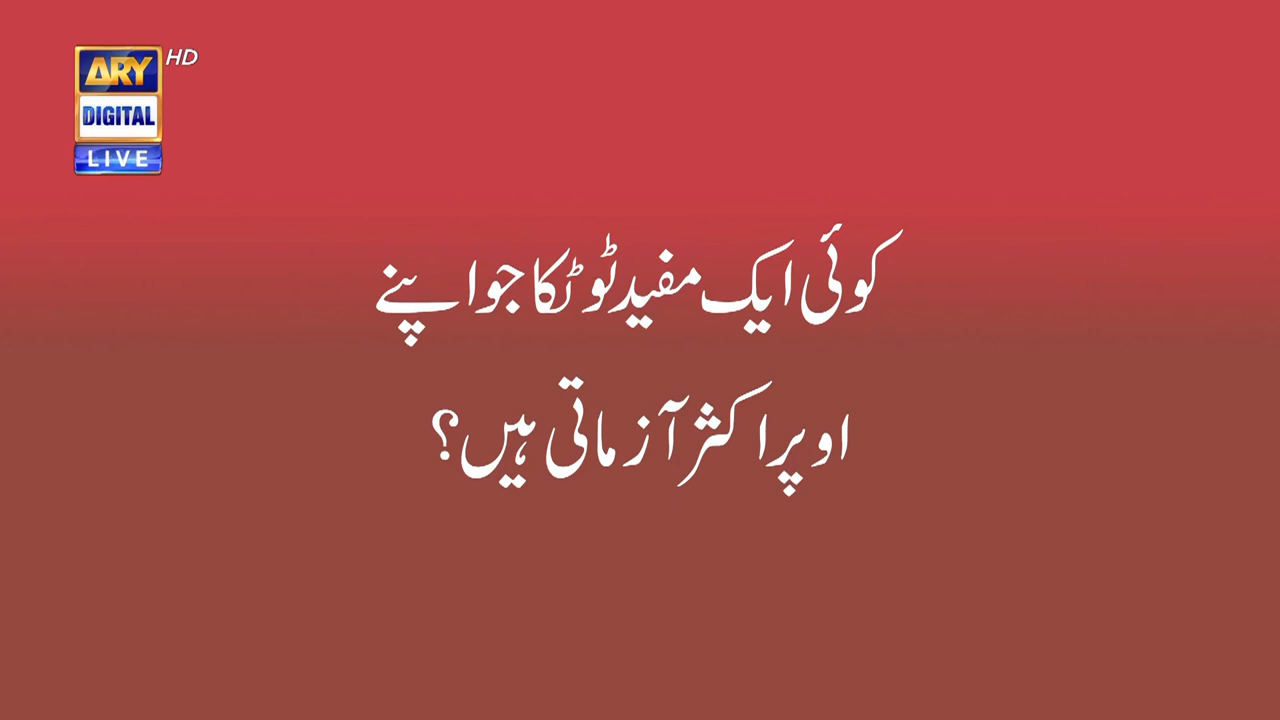 ARY HD
DIGITAL
LIVE
کوئی ایک مفید ٹوٹکا جو اپنے
اوپر اکثر آزماتی ہیں؟